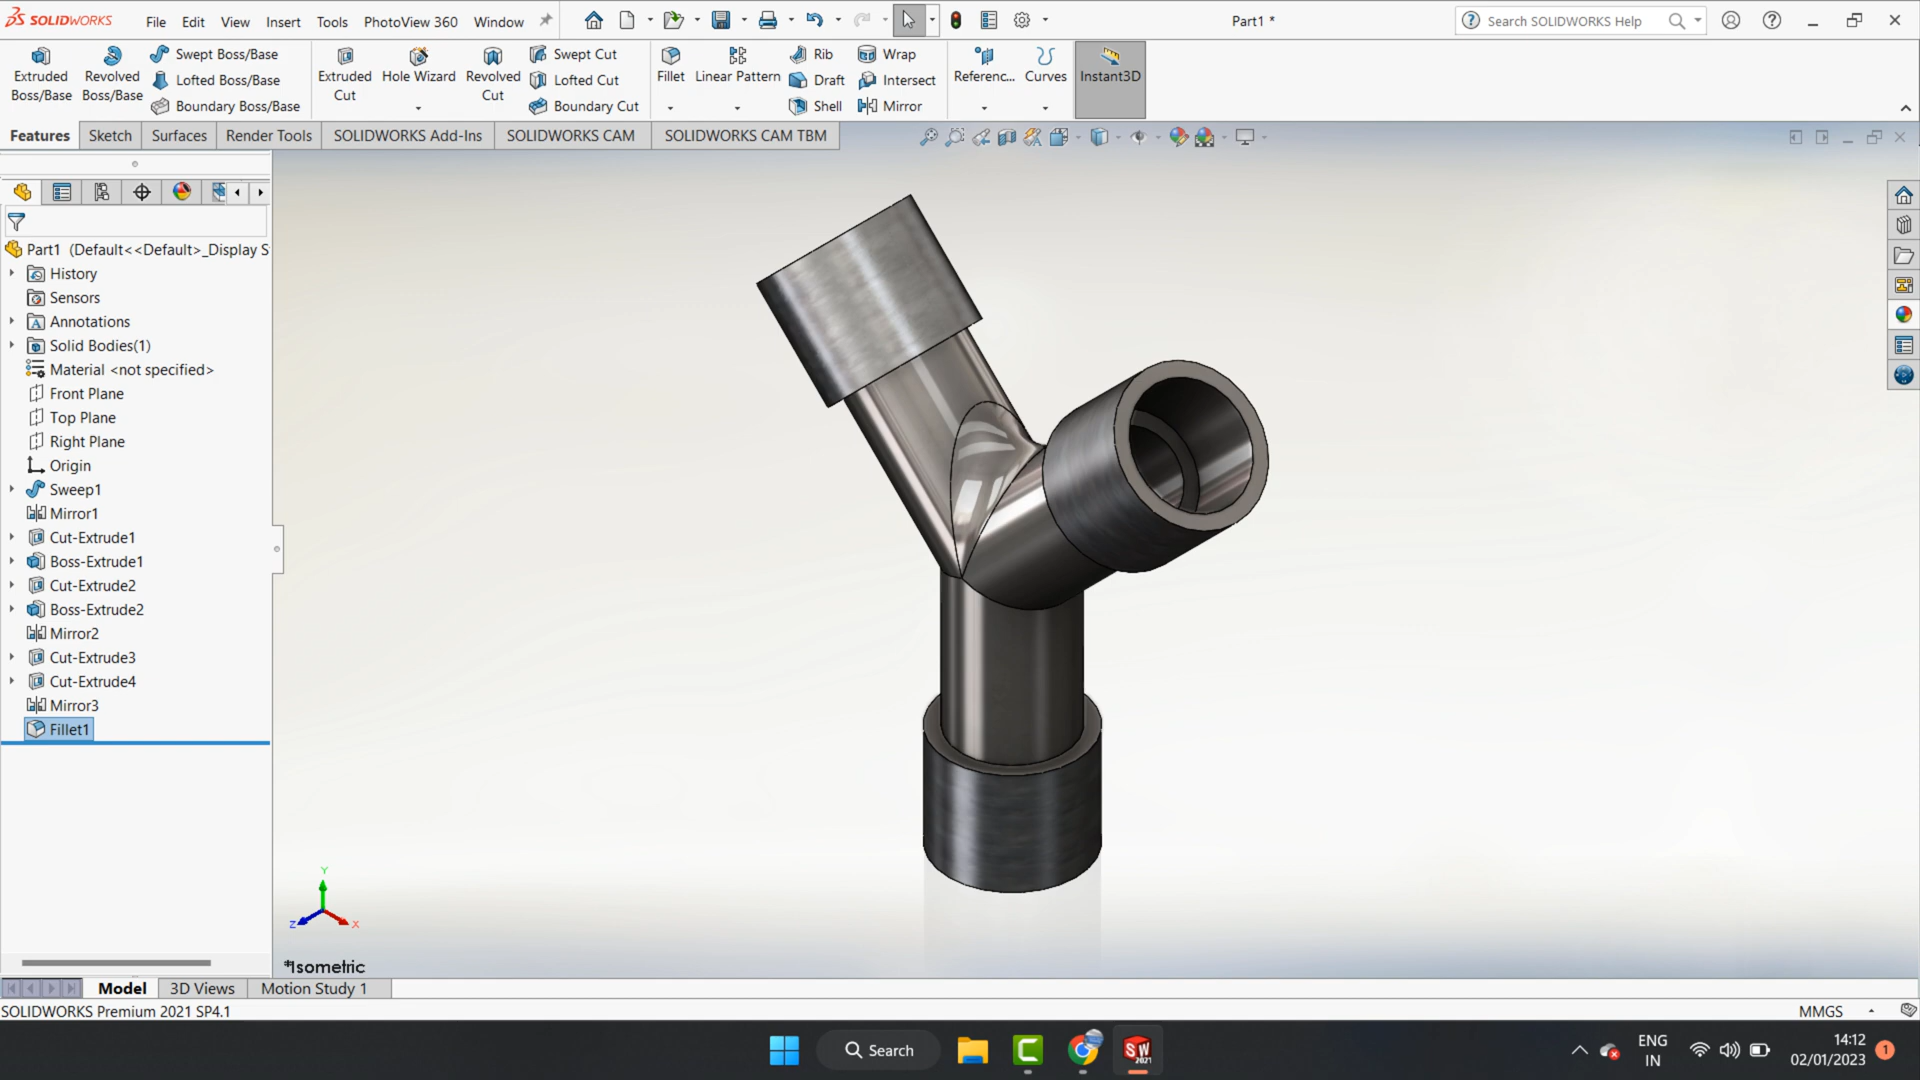 SOLIDWORKS File Edit View Insert Tools PhotoView 360 Window Part1 * Search SOLIDWORKS Help
Extruded Boss/Base
Revolved Boss/Base
Swept Boss/Base
Lofted Boss/Base
Boundary Boss/Base
Extruded Cut
Hole Wizard
Revolved Cut
Swept Cut
Lofted Cut
Boundary Cut
Fillet
Linear Pattern
Rib
Draft
Shell
Wrap
Intersect
Mirror
Referenc...
Curves
Instant3D
Features Sketch Surfaces Render Tools SOLIDWORKS Add-Ins SOLIDWORKS CAM SOLIDWORKS CAM TBM
Part1 (Default<<Default>_Display S
History
Sensors
Annotations
Solid Bodies(1)
Material <not specified>
Front Plane
Top Plane
Right Plane
Origin
Sweep1
Mirror1
Cut-Extrude1
Boss-Extrude1
Cut-Extrude2
Boss-Extrude2
Mirror2
Cut-Extrude3
Cut-Extrude4
Mirror3
Fillet1
Y
Z X
*Isometric
Model 3D Views Motion Study 1
SOLIDWORKS Premium 2021 SP4.1 MMGS
Search
SW
2021
ENG
IN
14:12
02/01/2023
1